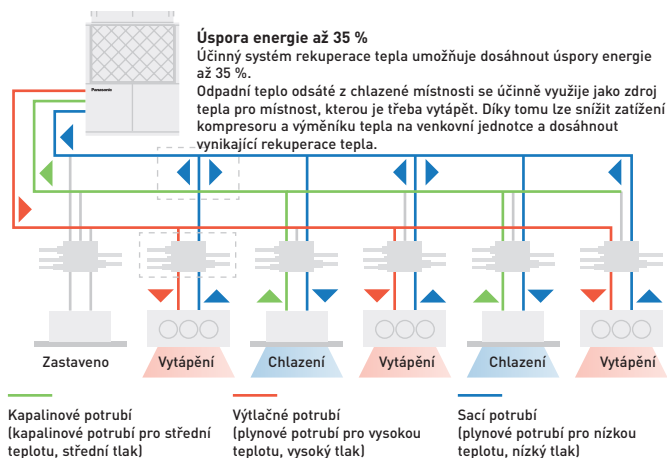 Úspora energie až 35 %
Účinný systém rekuperace tepla umožňuje dosáhnout úspory energie
až 35 %.
Odpadní teplo odsáté z chlazené místnosti se účinně využije jako zdroj
tepla pro místnost, kterou je třeba vytápět. Díky tomu lze snížit zatížení
kompresoru a výměníku tepla na venkovní jednotce a dosáhnout
vynikající rekuperace tepla.
Panasonic
Zastaveno
Vytápění
Chlazení
Vytápění
Chlazení
Vytápění
Kapalinové potrubí
(kapalinové potrubí pro střední
teplotu, střední tlak)
Výtlačné potrubí
(plynové potrubí pro vysokou
teplotu, vysoký tlak)
Sací potrubí
(plynové potrubí pro nízkou
teplotu, nízký tlak)